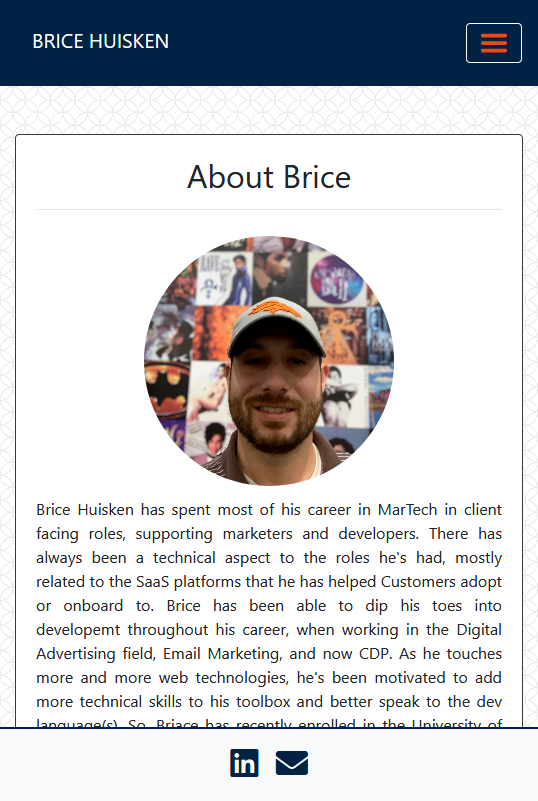 BRICE HUISKEN
About Brice
Brice Huisken has spent most of his career in MarTech in client
facing roles, supporting marketers and developers. There has
always been a technical aspect to the roles he's had, mostly
related to the SaaS platforms that he has helped Customers adopt
or onboard to. Brice has been able to dip his toes into
developemt throughout his career, when working in the Digital
Advertising field, Email Marketing, and now CDP. As he touches
more and more web technologies, he's been motivated to add
more technical skills to his toolbox and better speak to the dev
language(s). So, Briace has recently enrolled in the University of
in